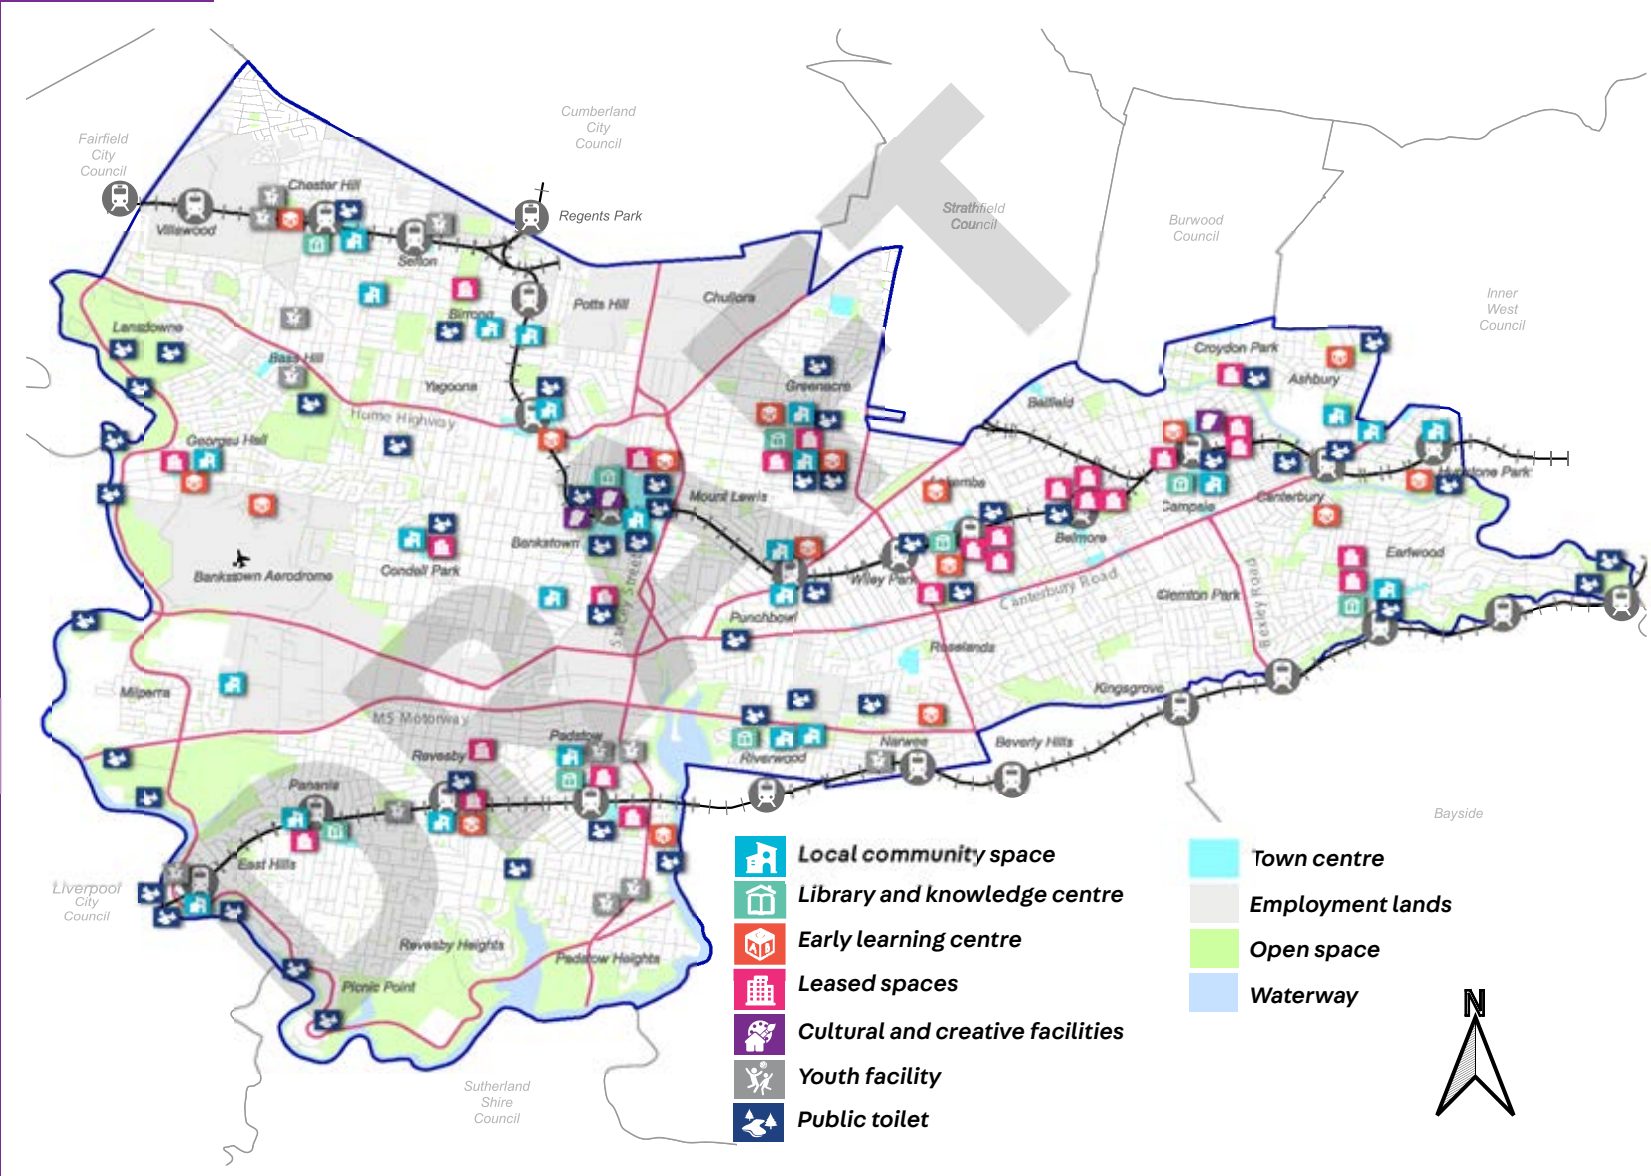 Cumberland
City
Council
Fairfield
City
Council
Chester Hill
Villawood
Sefton
Regents Park
Strathfield
Council
Burwood
Council
Inner
West
Council
Potts Hill
Chullora
Birrong
Lansdowne
Bass Hill
Yagoona
Hume Highway
Greenacre
Croydon Park
Ashbury
Belfield
Georges Hall
Mount Lewis
Lakemba
Campsie
Canterbury
Hurlstone Park
Bankstown
Condell Park
Bankstown Aerodrome
Belmore
Earlwood
Wiley Park
Canterbury Road
Clemton Park
Bexley Road
Stacey Street
Punchbowl
Roselands
Kingsgrove
Milperra
M5 Motorway
Revesby
Padstow
Riverwood
Narwee
Beverly Hills
Panania
East Hills
Bayside
Liverpool
City
Council
Revesby Heights
Padstow Heights
Picnic Point
Sutherland
Shire
Council
DRAFT
Local community space
Library and knowledge centre
Early learning centre
Leased spaces
Cultural and creative facilities
Youth facility
Public toilet
Town centre
Employment lands
Open space
Waterway
N